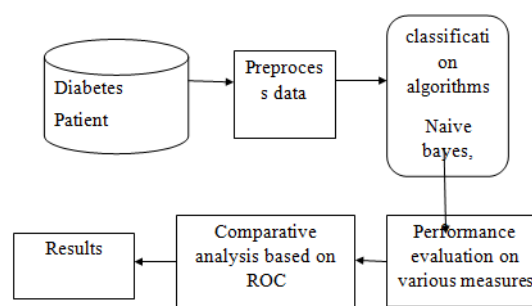 Diabetes
Patient
Preproces
s data
classificati
on
algorithms
Naive
bayes,
Performance
evaluation on
various measures
Comparative
analysis based on
ROC
Results